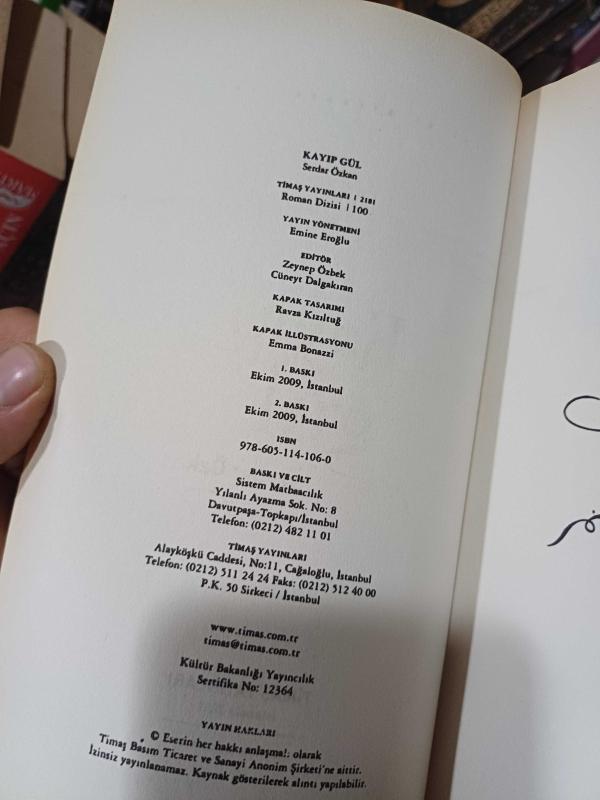 KAYIP GÜL
Serdar Özkan
TİMAŞ YAYINLARI | 2181
Roman Dizisi | 100
YAYIN YÖNETMENİ
Emine Eroğlu
EDİTÖR
Zeynep Özbek
Cüneyt Dalgakıran
KAPAK TASARIMI
Ravza Kızıltuğ
KAPAK İLLÜSTRASYONU
Emma Bonazzi
1. BASKI
Ekim 2009, İstanbul
2. BASKI
Ekim 2009, İstanbul
ISBN
978-605-114-106-0
BASKI VE CİLT
Sistem Matbaacılık
Yılanlı Ayazma Sok. No: 8
Davutpaşa-Topkapı/İstanbul
Telefon: (0212) 482 11 01
TİMAŞ YAYINLARI
Alayköşkü Caddesi, No:11, Cağaloğlu, İstanbul
Telefon: (0212) 511 24 24 Faks: (0212) 512 40 00
P.K. 50 Sirkeci / İstanbul
www.timas.com.tr
timas@timas.com.tr
Kültür Bakanlığı Yayıncılık
Sertifika No: 12364
YAYIN HAKLARI
© Eserin her hakkı anlaşmalı olarak
Timaş Basım Ticaret ve Sanayi Anonim Şirketi'ne aittir.
İzinsiz yayınlanamaz. Kaynak gösterilerek alıntı yapılabilir.